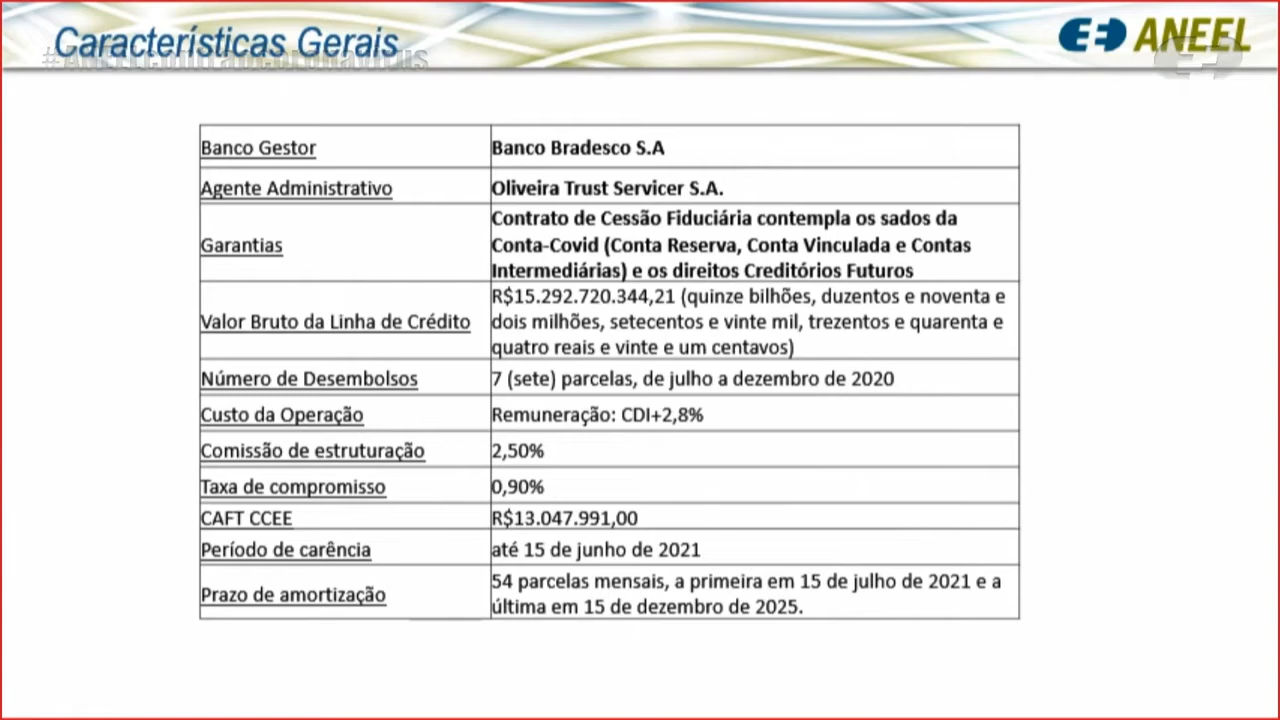 Características Gerais
#ANEELcontraocoronavírus
ANEEL
Banco Gestor
Banco Bradesco S.A
Agente Administrativo
Oliveira Trust Servicer S.A.
Garantias
Contrato de Cessão Fiduciária contempla os sados da
Conta-Covid (Conta Reserva, Conta Vinculada e Contas
Intermediárias) e os direitos Creditórios Futuros
Valor Bruto da Linha de Crédito
R$15.292.720.344,21 (quinze bilhões, duzentos e noventa e
dois milhões, setecentos e vinte mil, trezentos e quarenta e
quatro reais e vinte e um centavos)
Número de Desembolsos
7 (sete) parcelas, de julho a dezembro de 2020
Custo da Operação
Remuneração: CDI+2,8%
Comissão de estruturação
2,50%
Taxa de compromisso
0,90%
CAFT CCEE
R$13.047.991,00
Período de carência
até 15 de junho de 2021
Prazo de amortização
54 parcelas mensais, a primeira em 15 de julho de 2021 e a
última em 15 de dezembro de 2025.